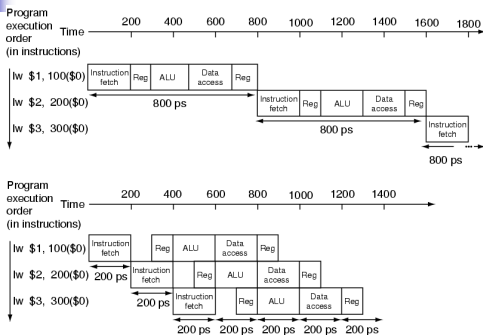 Program
execution
order
(in instructions)
Time
200 400 600 800 1000 1200 1400 1600 1800
lw $1, 100($0)
Instruction fetch
Reg
ALU
Data access
Reg
800 ps
lw $2, 200($0)
Instruction fetch
Reg
ALU
Data access
Reg
800 ps
lw $3, 300($0)
Instruction fetch
...
800 ps
Program
execution
order
(in instructions)
Time
200 400 600 800 1000 1200 1400
lw $1, 100($0)
Instruction fetch
Reg
ALU
Data access
Reg
lw $2, 200($0)
200 ps
Instruction fetch
Reg
ALU
Data access
Reg
lw $3, 300($0)
200 ps
Instruction fetch
Reg
ALU
Data access
Reg
200 ps 200 ps 200 ps 200 ps 200 ps